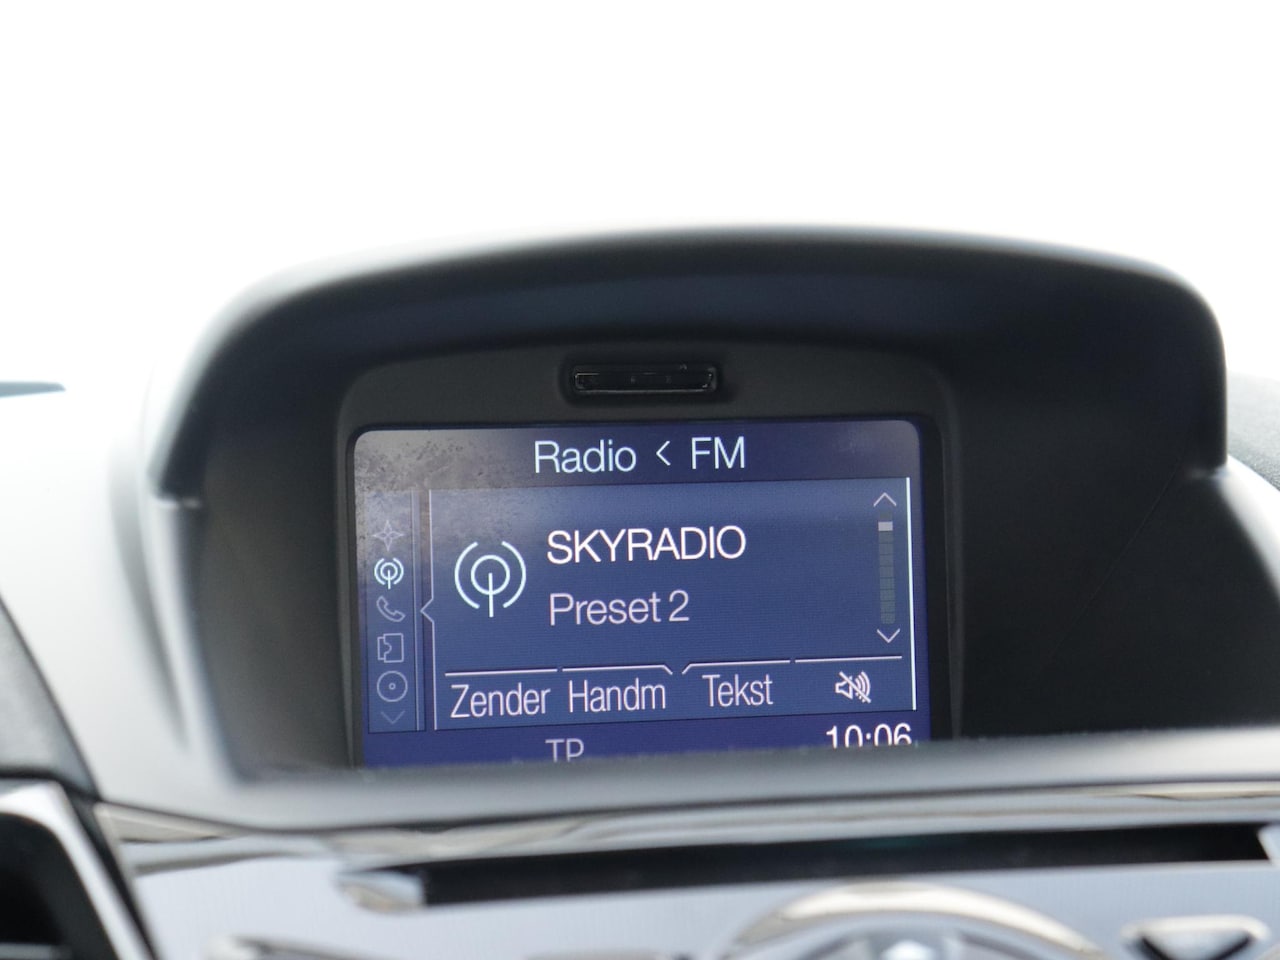 Radio < FM
SKYRADIO
Preset 2
Zender Handm Tekst
TP 10:06